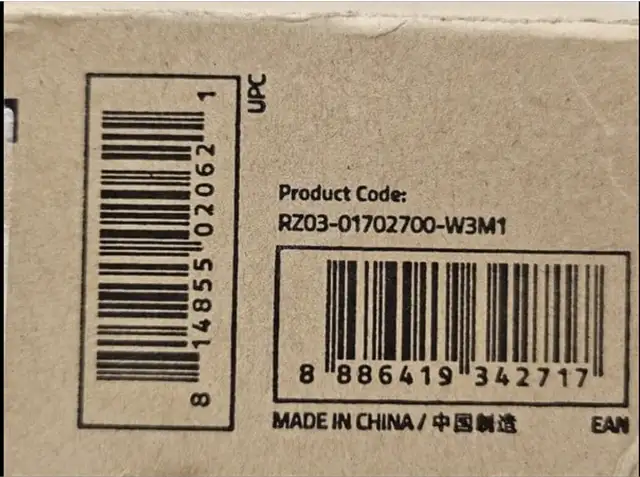 UPC
8 14855 02062 1
Product Code:
RZ03-01702700-W3M1
8 886419 342717
MADE IN CHINA / 中国制造
EAN